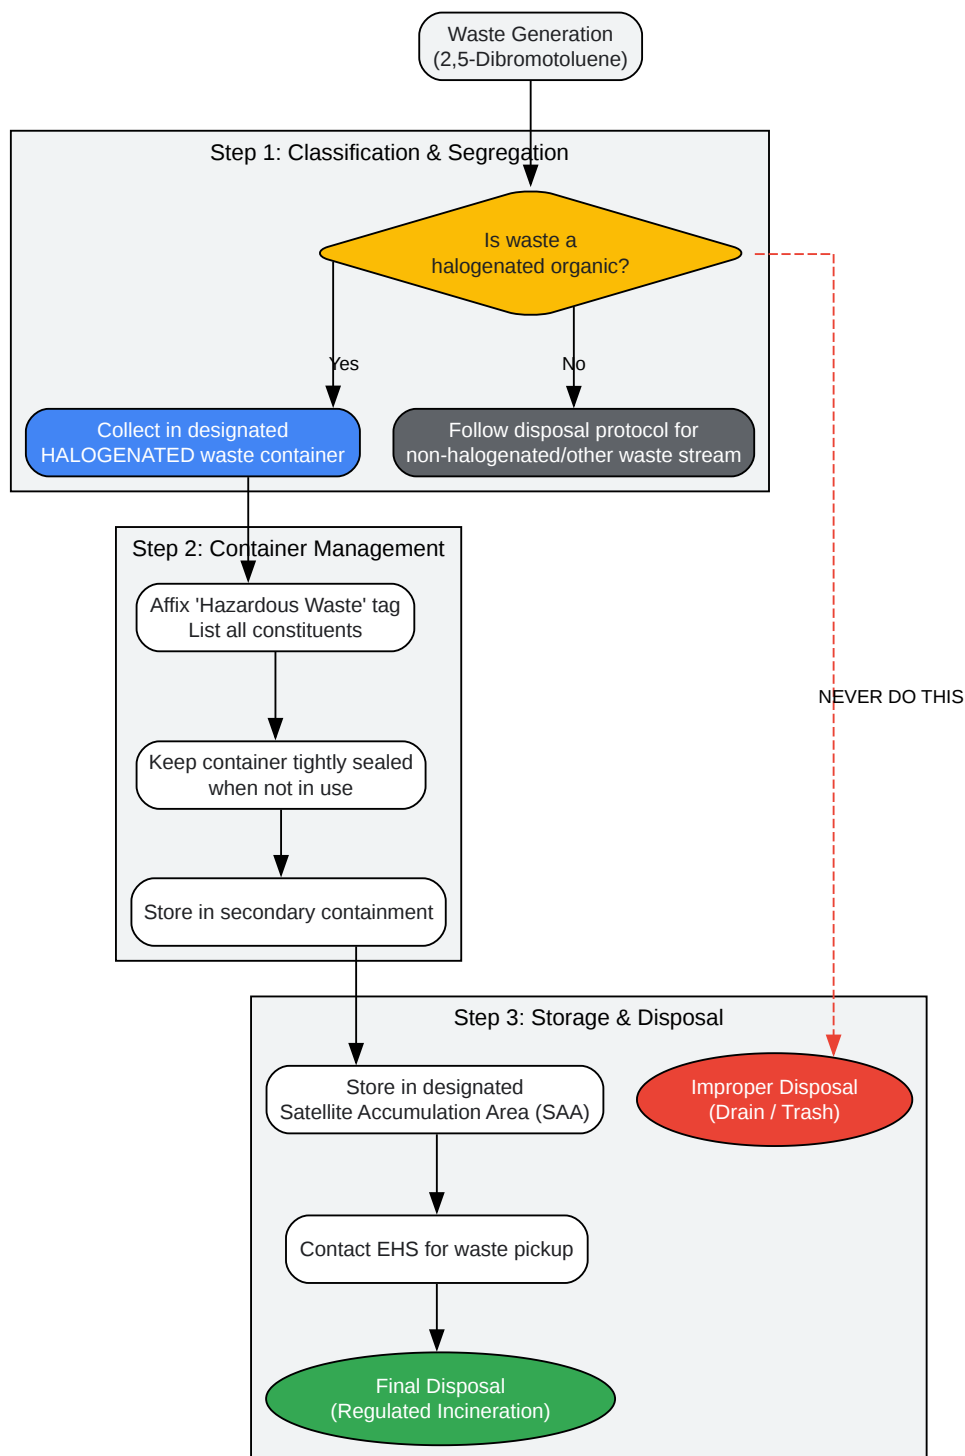 Waste Generation
(2,5-Dibromotoluene)
Step 1: Classification & Segregation
Is waste a
halogenated organic?
Yes
No
Collect in designated
HALOGENATED waste container
Follow disposal protocol for
non-halogenated/other waste stream
Step 2: Container Management
Affix 'Hazardous Waste' tag
List all constituents
NEVER DO THIS
Keep container tightly sealed
when not in use
Store in secondary containment
Step 3: Storage & Disposal
Store in designated
Satellite Accumulation Area (SAA)
Improper Disposal
(Drain / Trash)
Contact EHS for waste pickup
Final Disposal
(Regulated Incineration)